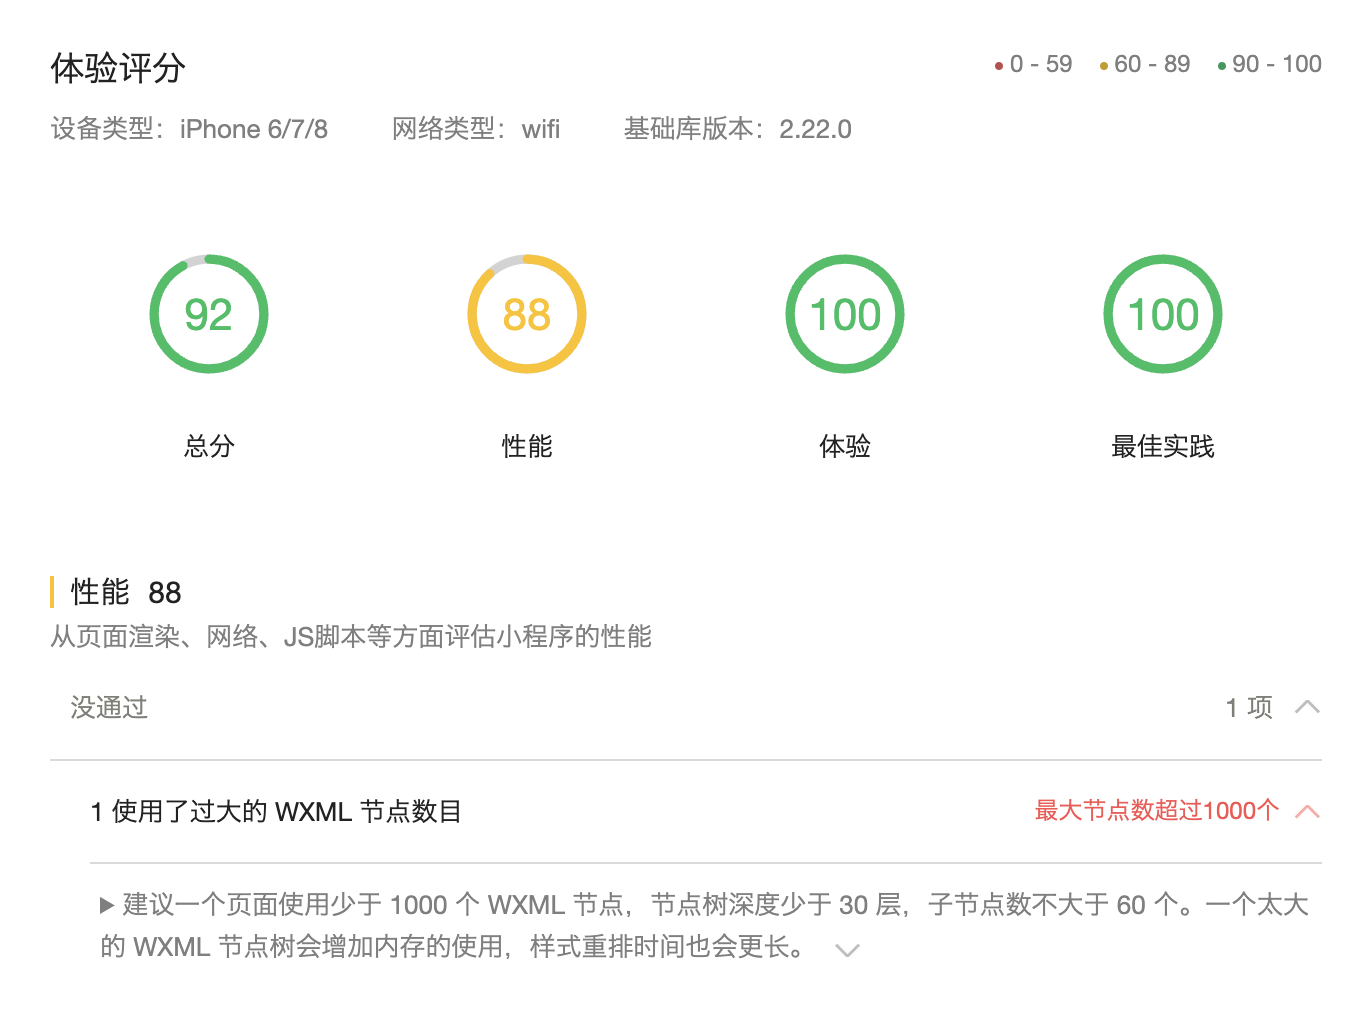 体验评分
0 - 59 60 - 89 90 - 100
设备类型：iPhone 6/7/8 网络类型：wifi 基础库版本：2.22.0
92 88 100 100
总分 性能 体验 最佳实践
性能 88
从页面渲染、网络、JS脚本等方面评估小程序的性能
没通过 1 项
1 使用了过大的 WXML 节点数目 最大节点数超过1000个
建议一个页面使用少于 1000 个 WXML 节点，节点树深度少于 30 层，子节点数不大于 60 个。一个太大
的 WXML 节点树会增加内存的使用，样式重排时间也会更长。